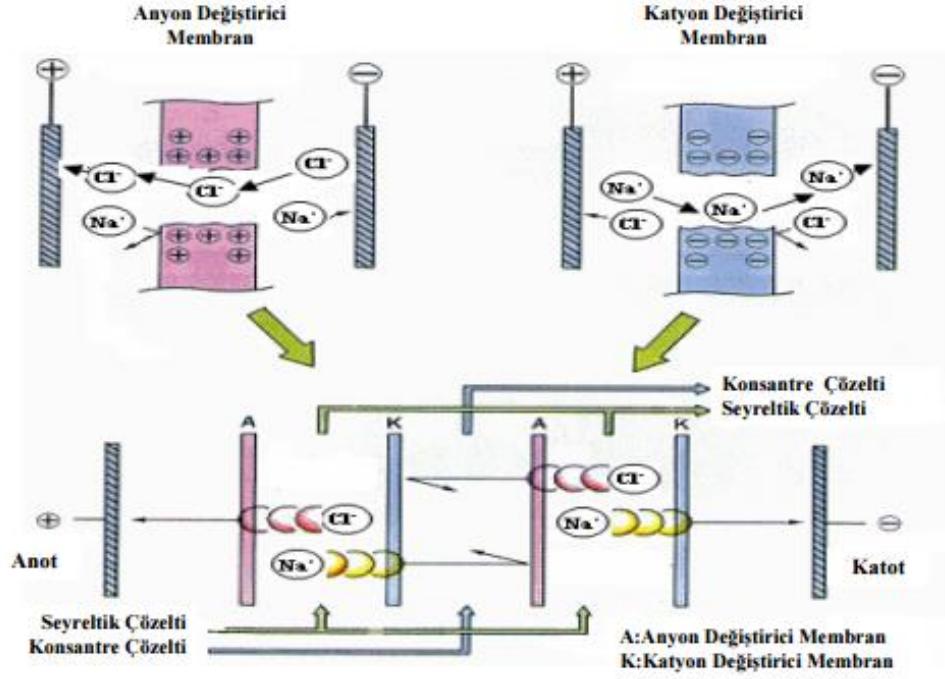 Anyon Değiştirici
Membran
Katyon Değiştirici
Membran
+
−
+
−
+ +
+ + +
Cl⁻
Cl⁻
Cl⁻
Na⁺
Na⁺
+ + +
+ +
− −
− − −
Na⁺
Na⁺
Na⁺
Cl⁻
Cl⁻
− − −
− −
Konsantre Çözelti
Seyreltik Çözelti
A
K
A
K
Cl⁻
Cl⁻
Na⁺
Na⁺
+
−
Anot
Katot
Seyreltik Çözelti
Konsantre Çözelti
A:Anyon Değiştirici Membran
K:Katyon Değiştirici Membran